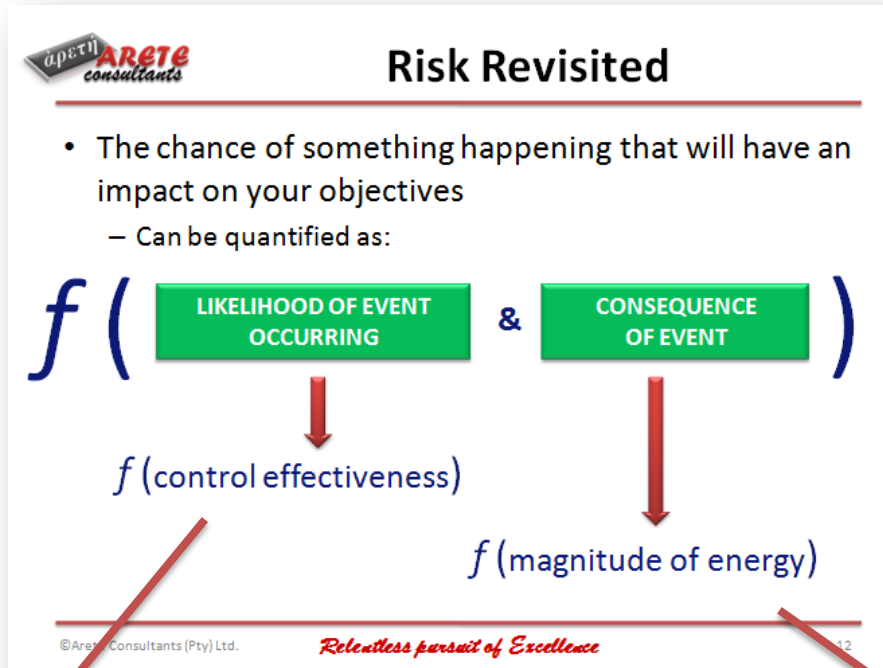 ἀρετή ARETE
consultants
Risk Revisited
• The chance of something happening that will have an
impact on your objectives
– Can be quantified as:
f ( LIKELIHOOD OF EVENT
OCCURRING
&
CONSEQUENCE
OF EVENT )
f (control effectiveness)
f (magnitude of energy)
©Arete Consultants (Pty) Ltd.
Relentless pursuit of Excellence
12